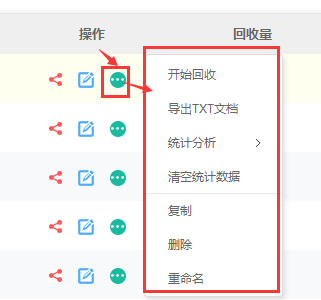 操作 回收量
开始回收
导出TXT文档
统计分析
清空统计数据
复制
删除
重命名